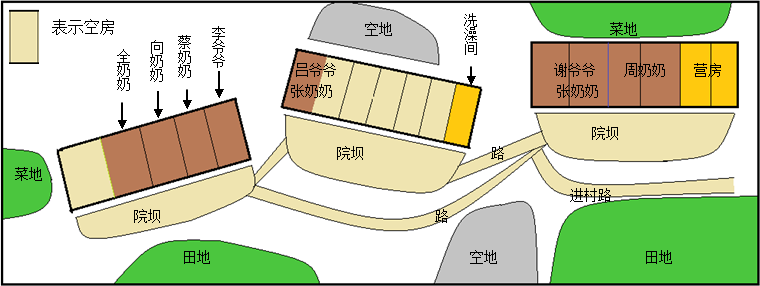 表示空房
全奶奶
向奶奶
蔡奶奶
李爷爷
空地
洗澡间
菜地
吕爷爷
张奶奶
谢爷爷
张奶奶
周奶奶
营房
院坝
院坝
院坝
菜地
路
路
进村路
田地
空地
田地